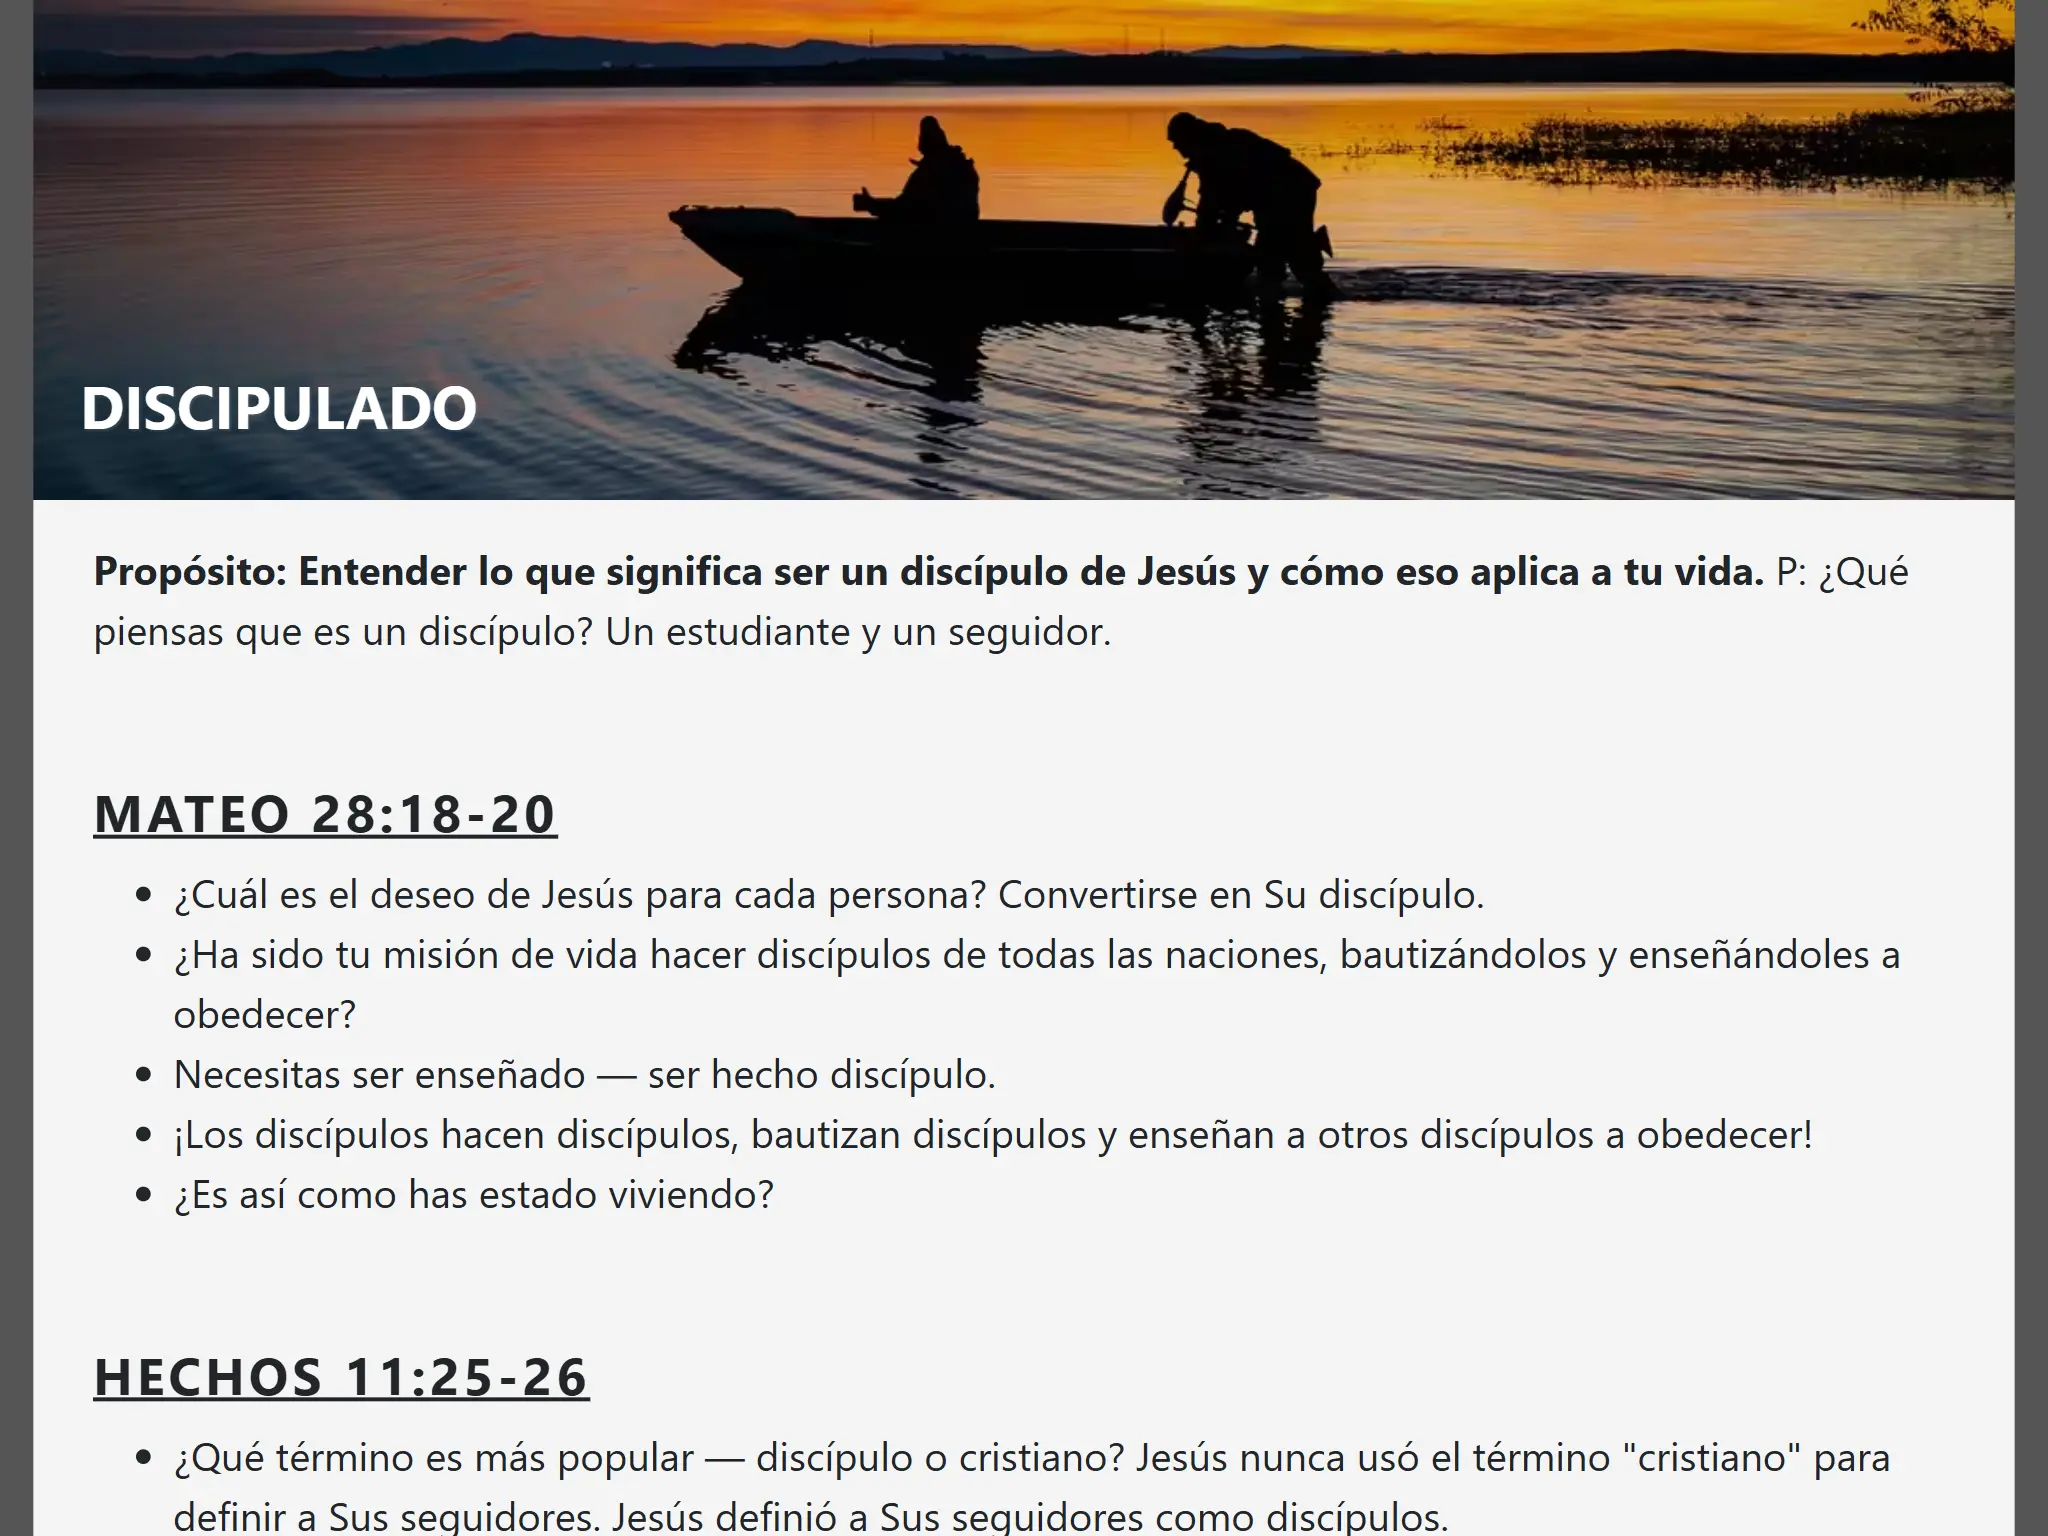 DISCIPULADO
Propósito: Entender lo que significa ser un discípulo de Jesús y cómo eso aplica a tu vida. P: ¿Qué
piensas que es un discípulo? Un estudiante y un seguidor.
MATEO 28:18-20
• ¿Cuál es el deseo de Jesús para cada persona? Convertirse en Su discípulo.
• ¿Ha sido tu misión de vida hacer discípulos de todas las naciones, bautizándolos y enseñándoles a
obedecer?
• Necesitas ser enseñado — ser hecho discípulo.
• ¡Los discípulos hacen discípulos, bautizan discípulos y enseñan a otros discípulos a obedecer!
• ¿Es así como has estado viviendo?
HECHOS 11:25-26
• ¿Qué término es más popular — discípulo o cristiano? Jesús nunca usó el término "cristiano" para
definir a Sus seguidores. Jesús definió a Sus seguidores como discípulos.